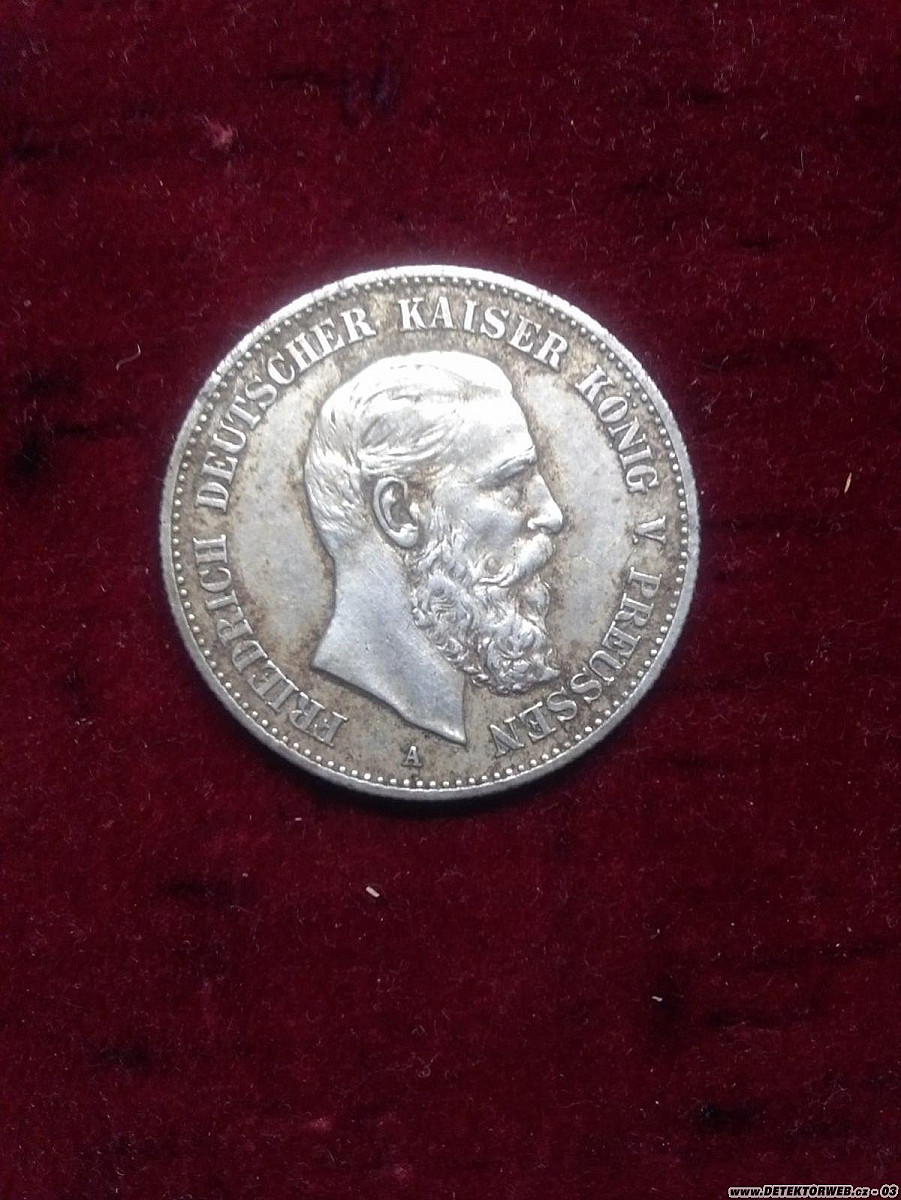 FRIEDRICH DEUTSCHER KAISER KÖNIG V PREUSSEN
A
www.DETEKTORWEB.cz - 03